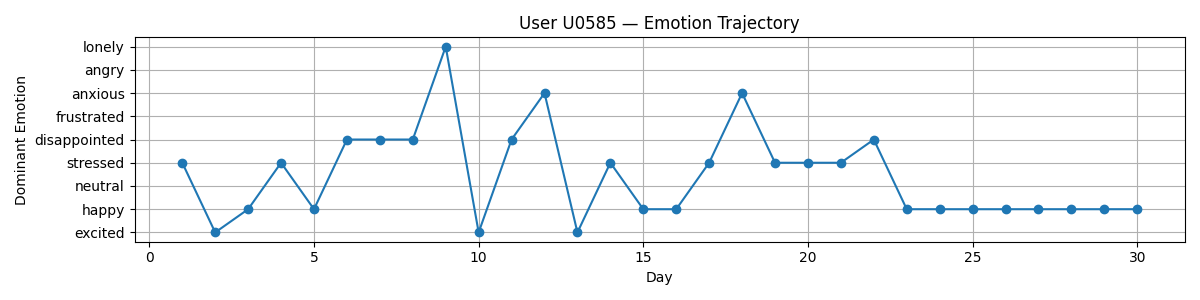 User U0585 — Emotion Trajectory
Dominant Emotion
lonely
angry
anxious
frustrated
disappointed
stressed
neutral
happy
excited
0 5 10 15 20 25 30
Day